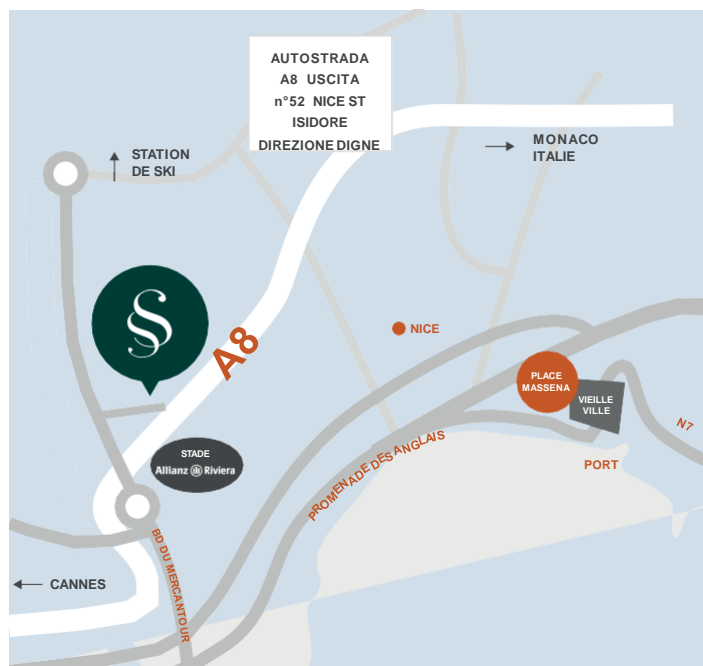 AUTOSTRADA
A8 USCITA
n°52 NICE ST
ISIDORE
DIREZIONE DIGNE
STATION
DE SKI
MONACO
ITALIE
A8
NICE
PLACE
MASSENA
VIEILLE
VILLE
N7
STADE
Allianz Riviera
PROMENADE DES ANGLAIS
PORT
BD DU MERCANTOUR
CANNES